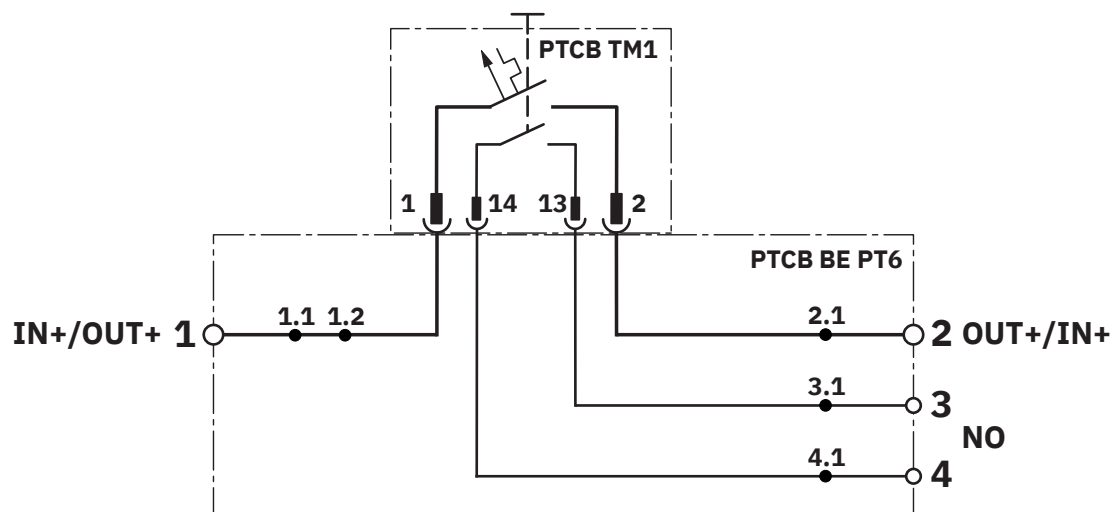 PTCB TM1
1 14 13 2
PTCB BE PT6
1.1 1.2 2.1
IN+/OUT+ 1 2 OUT+/IN+
3.1
3
NO
4.1
4